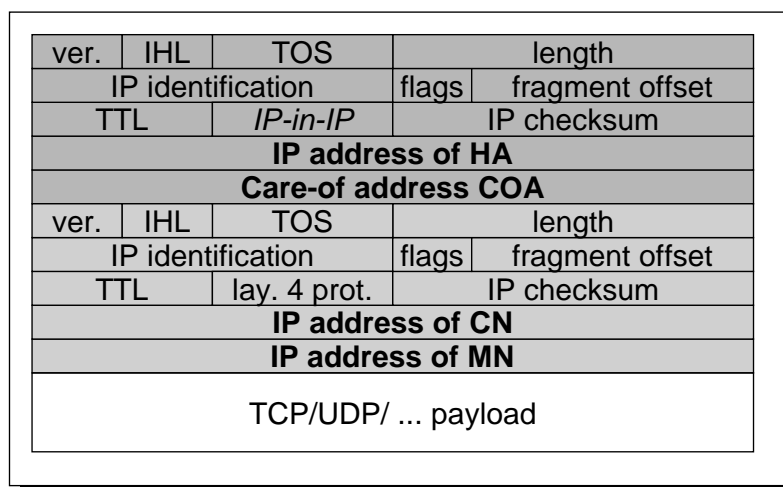 ver. IHL TOS length
IP identification flags fragment offset
TTL IP-in-IP IP checksum
IP address of HA
Care-of address COA
ver. IHL TOS length
IP identification flags fragment offset
TTL lay. 4 prot. IP checksum
IP address of CN
IP address of MN
TCP/UDP/ ... payload